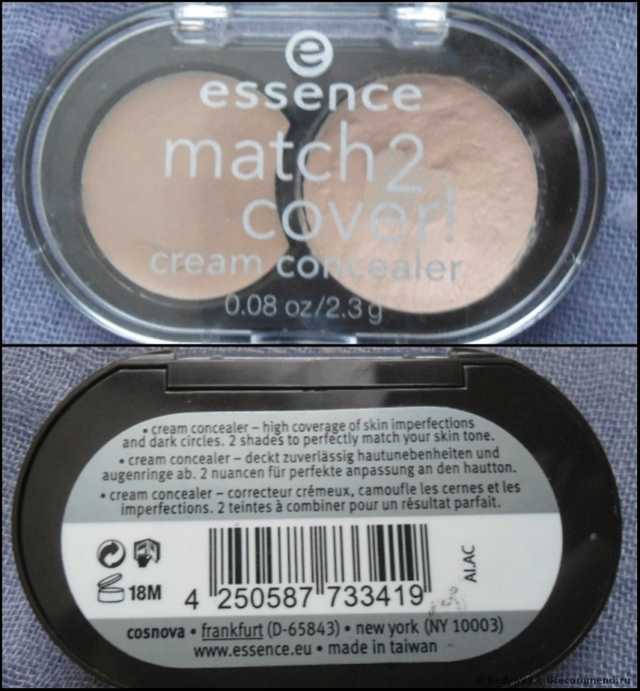 e
essence
match2
cover!
cream concealer
0.08 oz/2.3 g
• cream concealer – high coverage of skin imperfections
and dark circles. 2 shades to perfectly match your skin tone.
• cream concealer – deckt zuverlässig hautunebenheiten und
augenringe ab. 2 nuancen für perfekte anpassung an den hautton.
• cream concealer – correcteur crémeux, camoufle les cernes et les
imperfections. 2 teintes à combiner pour un résultat parfait.
18M
4 250587 733419
AI.AC
cosnova • frankfurt (D-65843) • new york (NY 10003)
www.essence.eu • made in taiwan